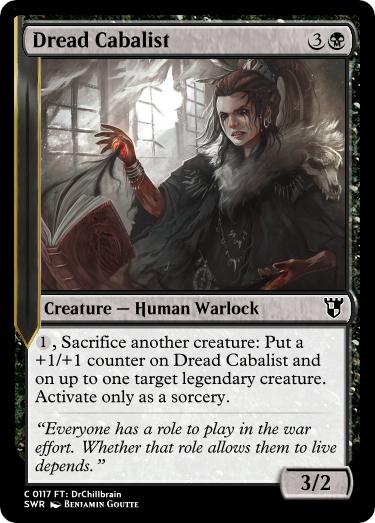 Dread Cabalist 3
Creature — Human Warlock
1 , Sacrifice another creature: Put a
+1/+1 counter on Dread Cabalist and
on up to one target legendary creature.
Activate only as a sorcery.
“Everyone has a role to play in the war
effort. Whether that role allows them to live
depends.”
3/2
C 0117 FT: DrChillbrain
SWR Benjamin Goutte